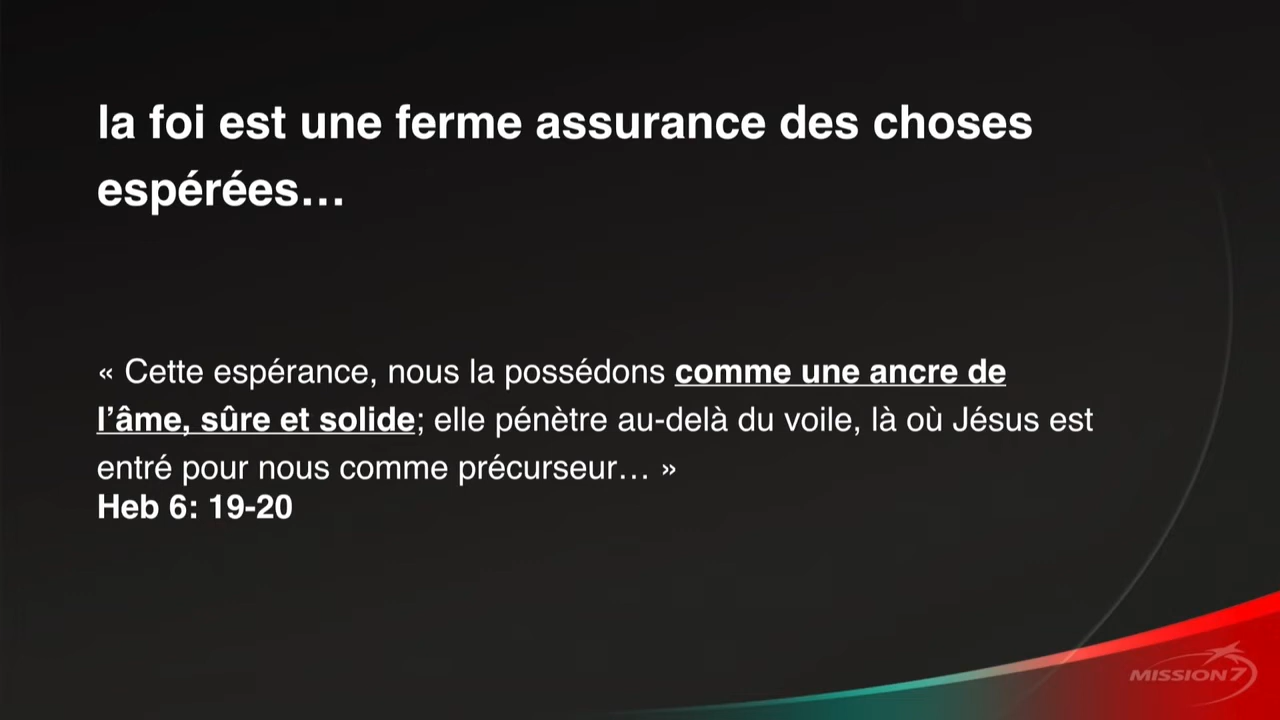 la foi est une ferme assurance des choses
espérées…
« Cette espérance, nous la possédons comme une ancre de
l’âme, sûre et solide; elle pénètre au-delà du voile, là où Jésus est
entré pour nous comme précurseur… »
Heb 6: 19-20
MISSION 7